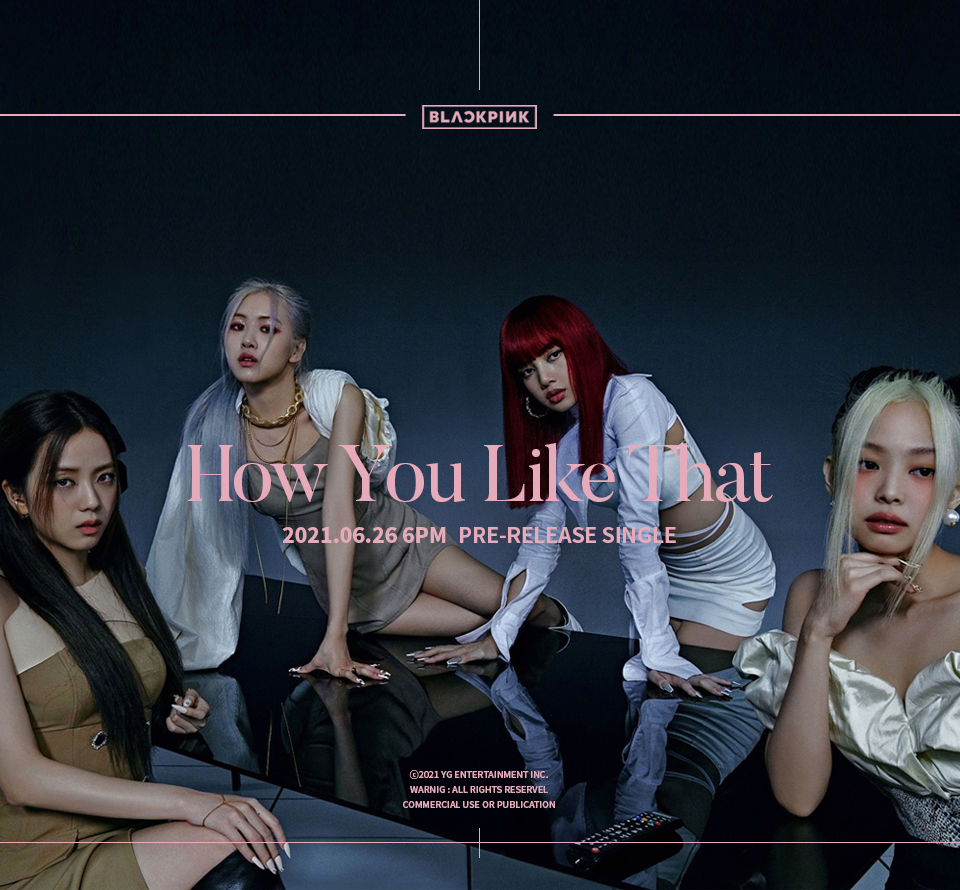 BLACKPINK
How You Like That
2021.06.26 6PM PRE-RELEASE SINGLE
Ⓒ2021 YG ENTERTAINMENT INC.
WARNIG : ALL RIGHTS RESERVEL
COMMERCIAL USE OR PUBLICATION